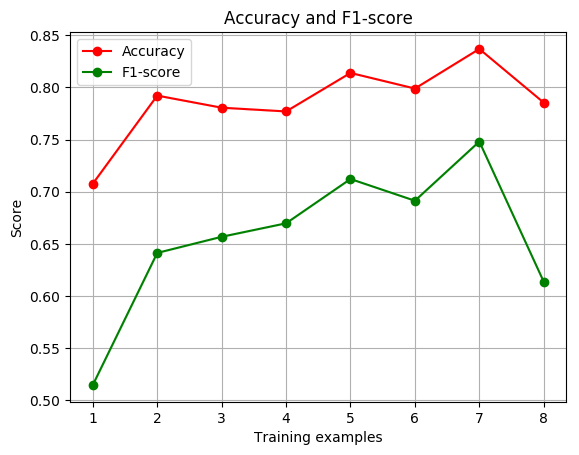 Accuracy and F1-score
Accuracy
F1-score
0.85
0.80
0.75
0.70
0.65
0.60
0.55
0.50
Score
1 2 3 4 5 6 7 8
Training examples